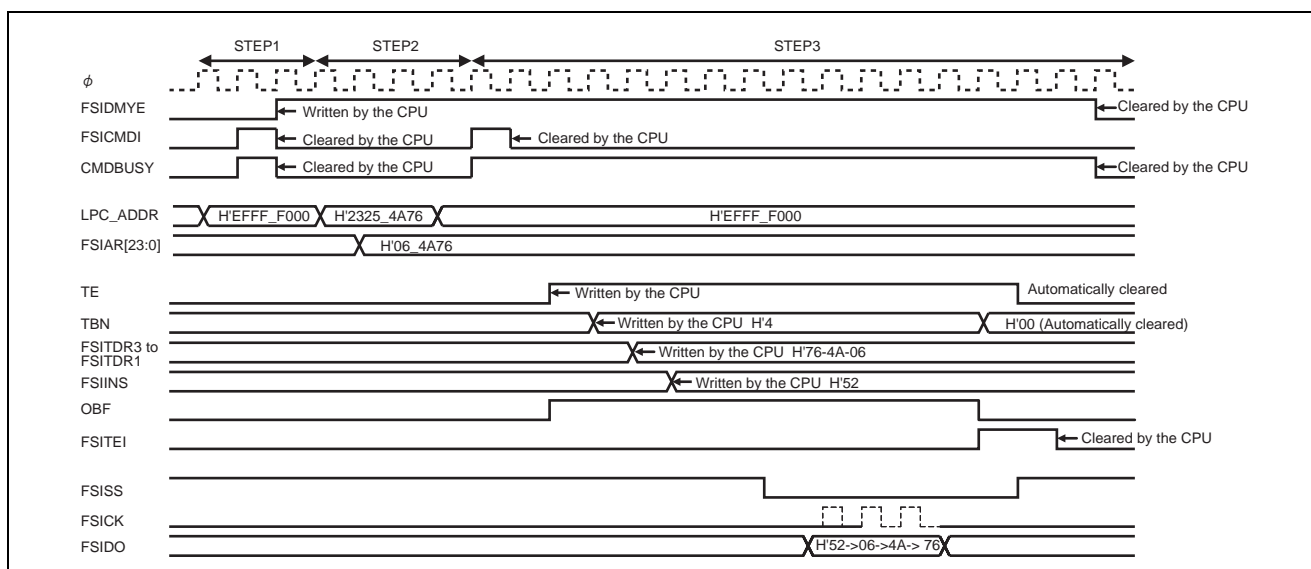 STEP1 STEP2 STEP3
φ
FSIDMYE Written by the CPU Cleared by the CPU
FSICMDI Cleared by the CPU Cleared by the CPU
CMDBUSY Cleared by the CPU Cleared by the CPU
LPC_ADDR H'EFFF_F000 H'2325_4A76 H'EFFF_F000
FSIAR[23:0] H'06_4A76
TE Written by the CPU Automatically cleared
TBN Written by the CPU H'4 H'00 (Automatically cleared)
FSITDR3 to
FSITDR1 Written by the CPU H'76-4A-06
FSIINS Written by the CPU H'52
OBF
FSITEI Cleared by the CPU
FSISS
FSICK
FSIDO H'52->06->4A-> 76